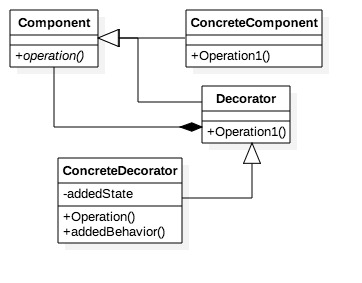 Component
+operation()
ConcreteComponent
+Operation1()
Decorator
+Operation1()
ConcreteDecorator
-addedState
+Operation()
+addedBehavior()